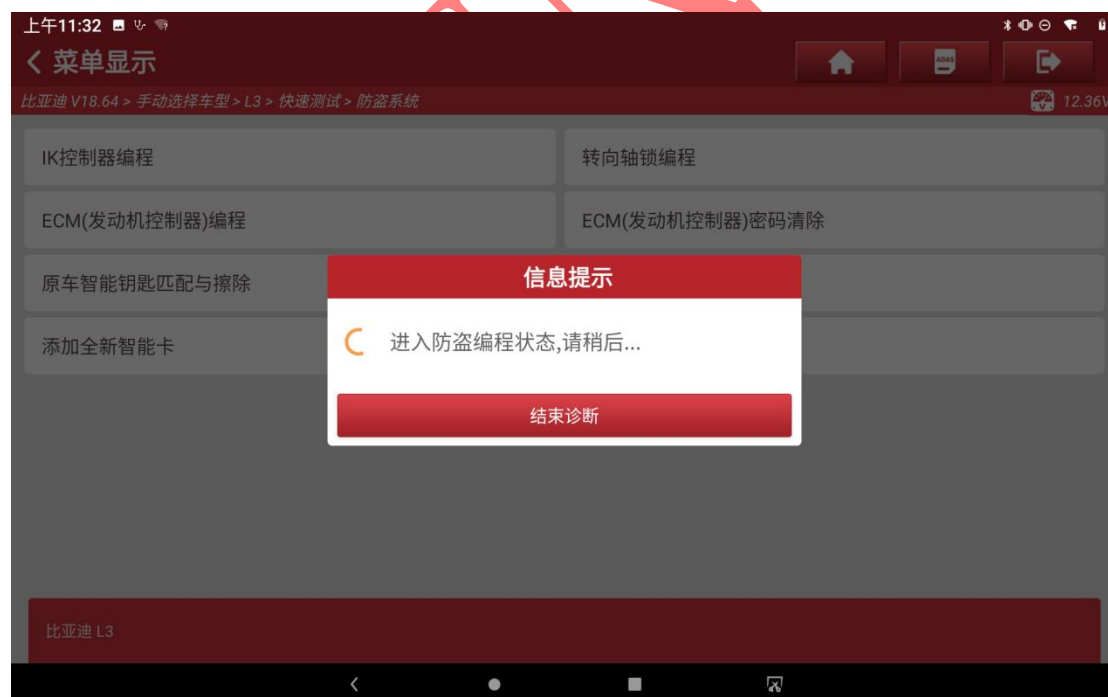 上午11:32
菜单显示
ADAS
比亚迪 V18.64 > 手动选择车型 > L3 > 快速测试 > 防盗系统
12.36V
IK控制器编程
转向轴锁编程
ECM(发动机控制器)编程
ECM(发动机控制器)密码清除
原车智能钥匙匹配与擦除
信息提示
添加全新智能卡
进入防盗编程状态,请稍后...
结束诊断
比亚迪 L3